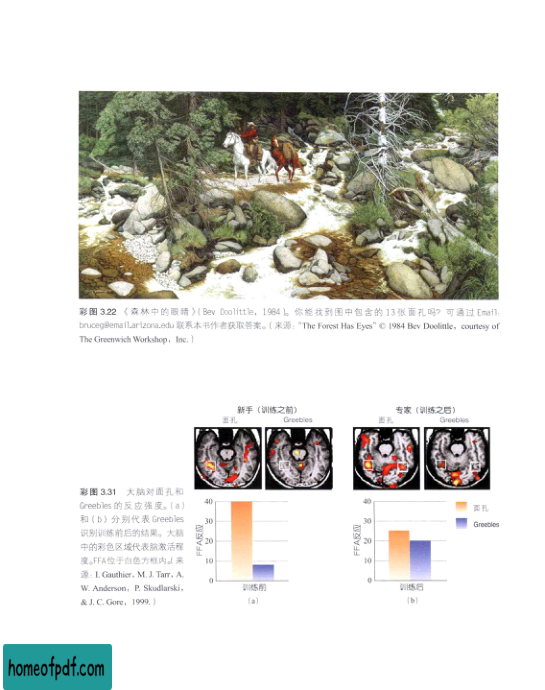 彩图 3.22 《森林中的眼睛》(Bev Doolittle, 1984)。你能找到图中包含的 13 张面孔吗?可通过 Email:
bruceg@email.arizona.edu 联系本书作者获取答案。(来源:"The Forest Has Eyes" © 1984 Bev Doolittle, courtesy of
The Greenwich Workshop, Inc.)
新手(训练之前) 专家(训练之后)
面孔 Greebles 面孔 Greebles
彩图 3.31 大脑对面孔和
Greebles 的反应强度。(a)
和(b)分别代表 Greebles
识别训练前后的结果。大脑
中的彩色区域代表脑激活程
度。FFA位于白色方框内。(来
源:I. Gauthier, M. J. Tarr, A.
W. Anderson, P. Skudlarski,
& J. C. Gore, 1999.)
FFA反应
40
30
20
10
0
训练前
(a)
FFA反应
40
30
20
10
0
训练后
(b)
面孔
Greebles
homeofpdf.com